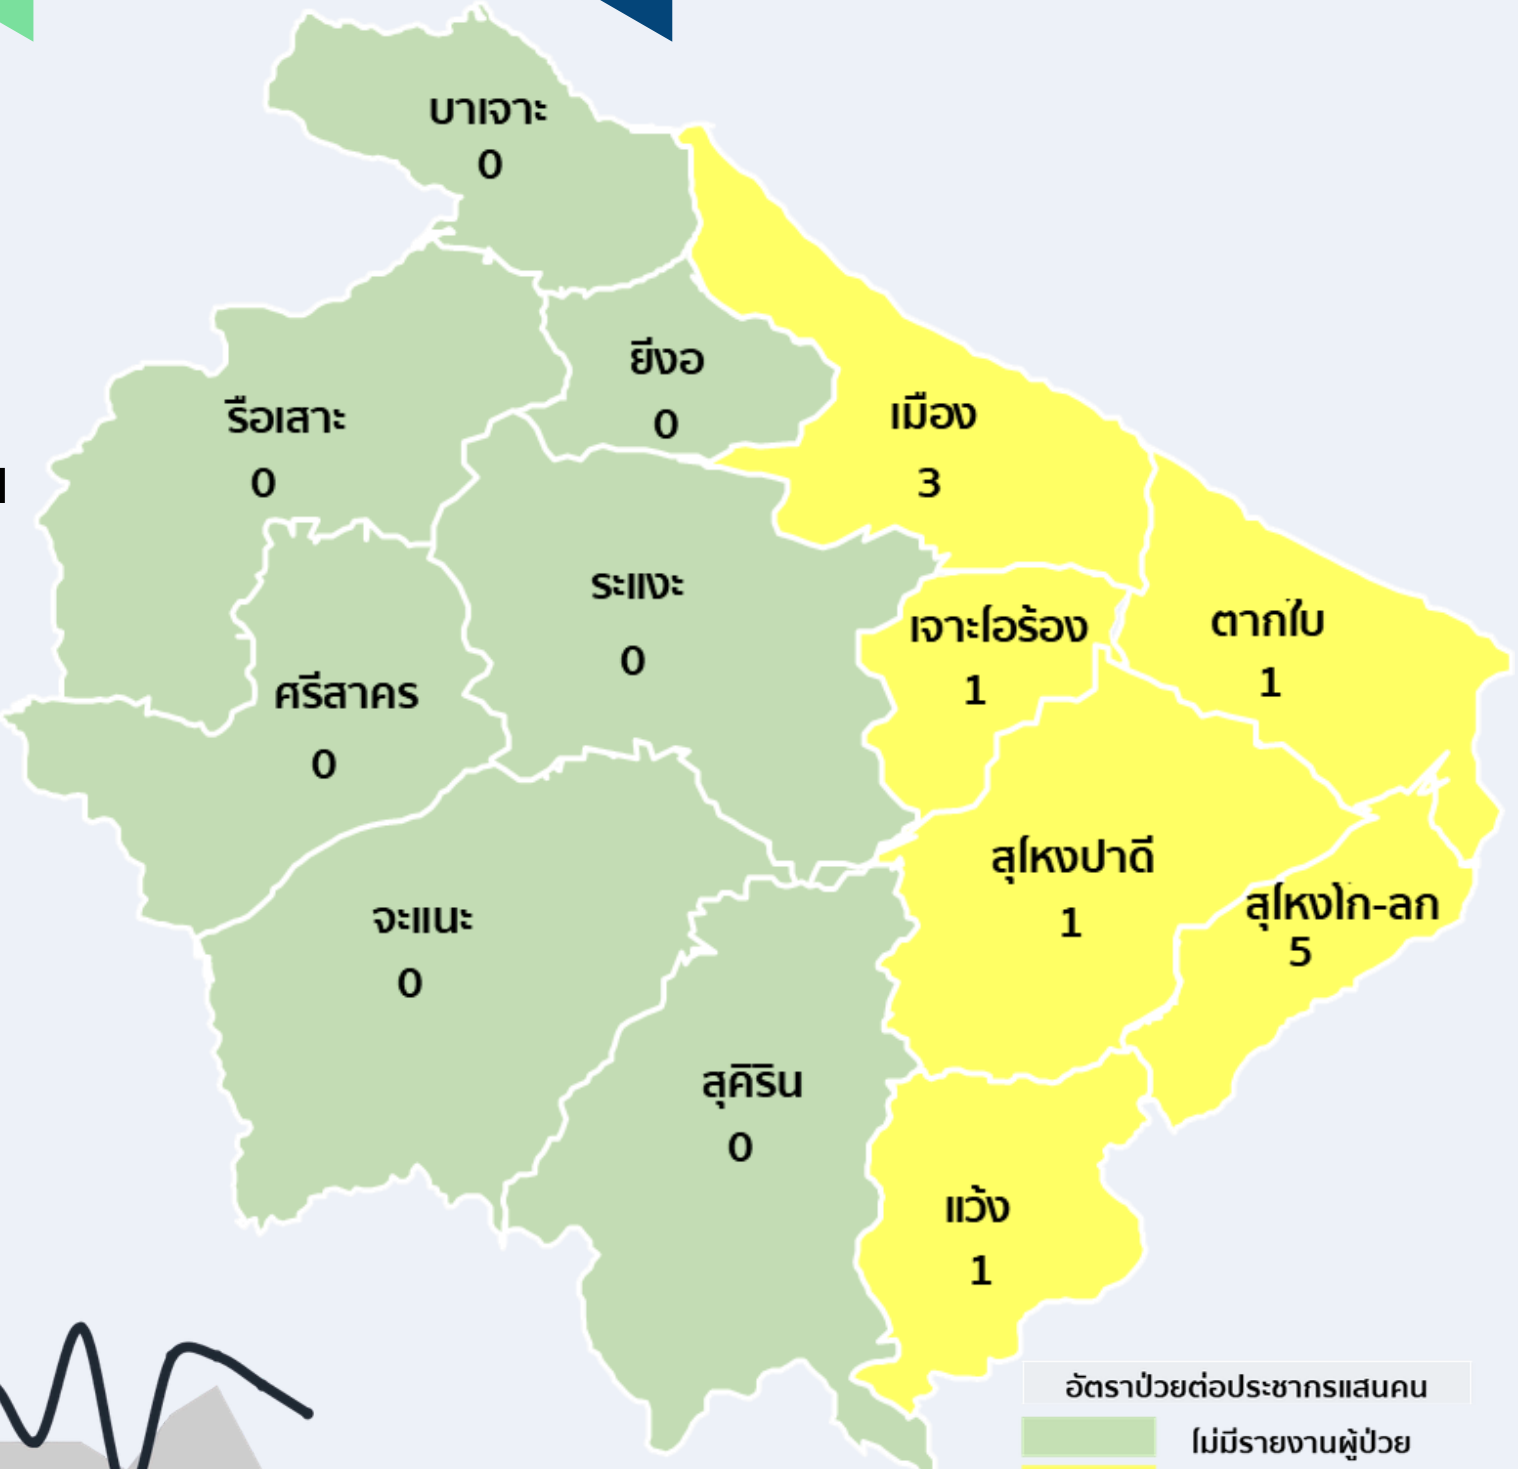 บาเจาะ
0
ยีงอ
0
รือเสาะ
0
เมือง
3
ระแงะ
0
เจาะไอร้อง
1
ตากใบ
1
ศรีสาคร
0
สุไหงปาดี
1
สุไหงโก-ลก
5
จะแนะ
0
สุคิริน
0
แว้ง
1
อัตราป่วยต่อประชากรแสนคน
ไม่มีรายงานผู้ป่วย